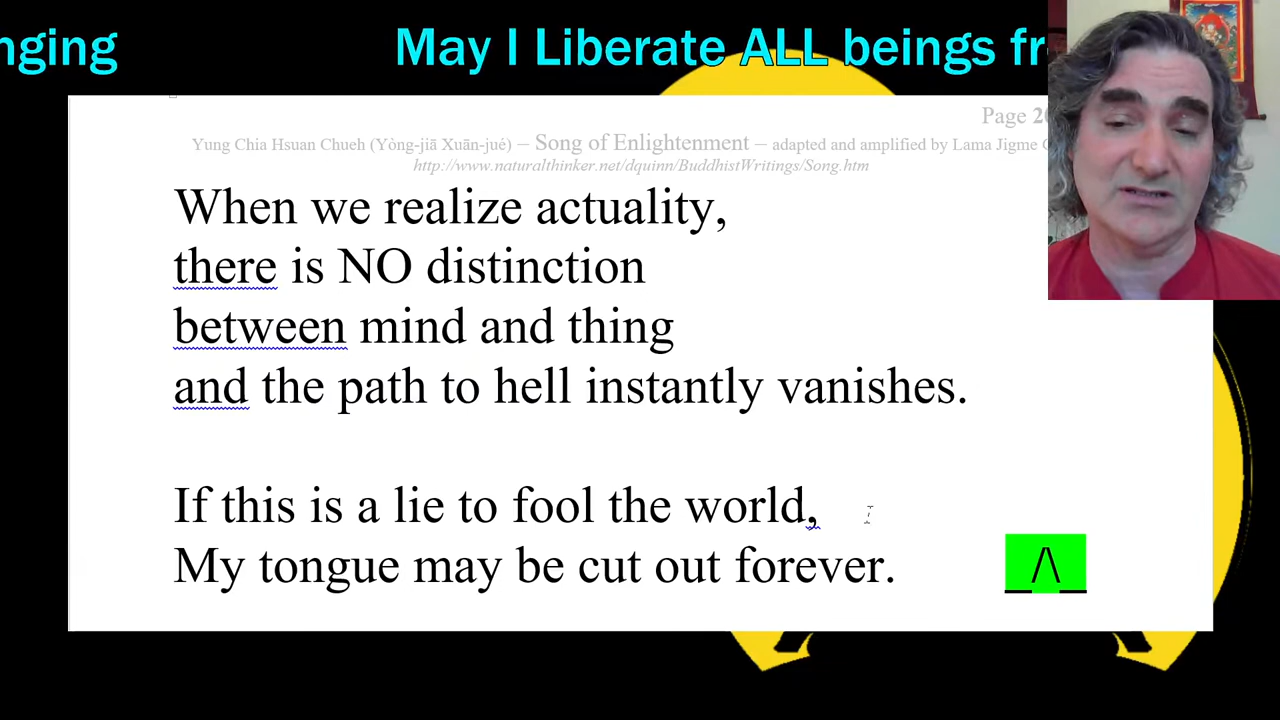 nging May I Liberate ALL beings fr
Page
Yung Chia Hsuan Chueh (Yòng-jiā Xuān-jué) – Song of Enlightenment – adapted and amplified by Lama Jigme
http://www.naturalthinker.net/dquinn/BuddhistWritings/Song.htm
When we realize actuality,
there is NO distinction
between mind and thing
and the path to hell instantly vanishes.
If this is a lie to fool the world,
My tongue may be cut out forever. _/\_